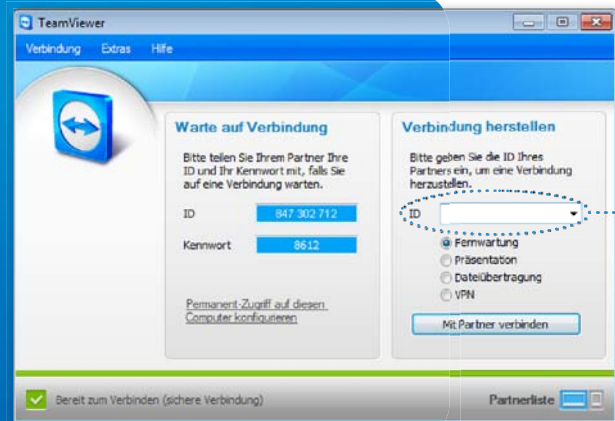 TeamViewer
Verbindung Extras Hilfe
Warte auf Verbindung
Bitte teilen Sie Ihrem Partner Ihre
ID und Ihr Kennwort mit, falls Sie
auf eine Verbindung warten.
ID 847 302 712
Kennwort 8612
Permanent-Zugriff auf diesen
Computer konfigurieren
Verbindung herstellen
Bitte geben Sie die ID Ihres
Partners ein, um eine Verbindung
herzustellen.
ID
Fernwartung
Präsentation
Dateiübertragung
VPN
Mit Partner verbinden
Bereit zum Verbinden (sichere Verbindung)
Partnerliste